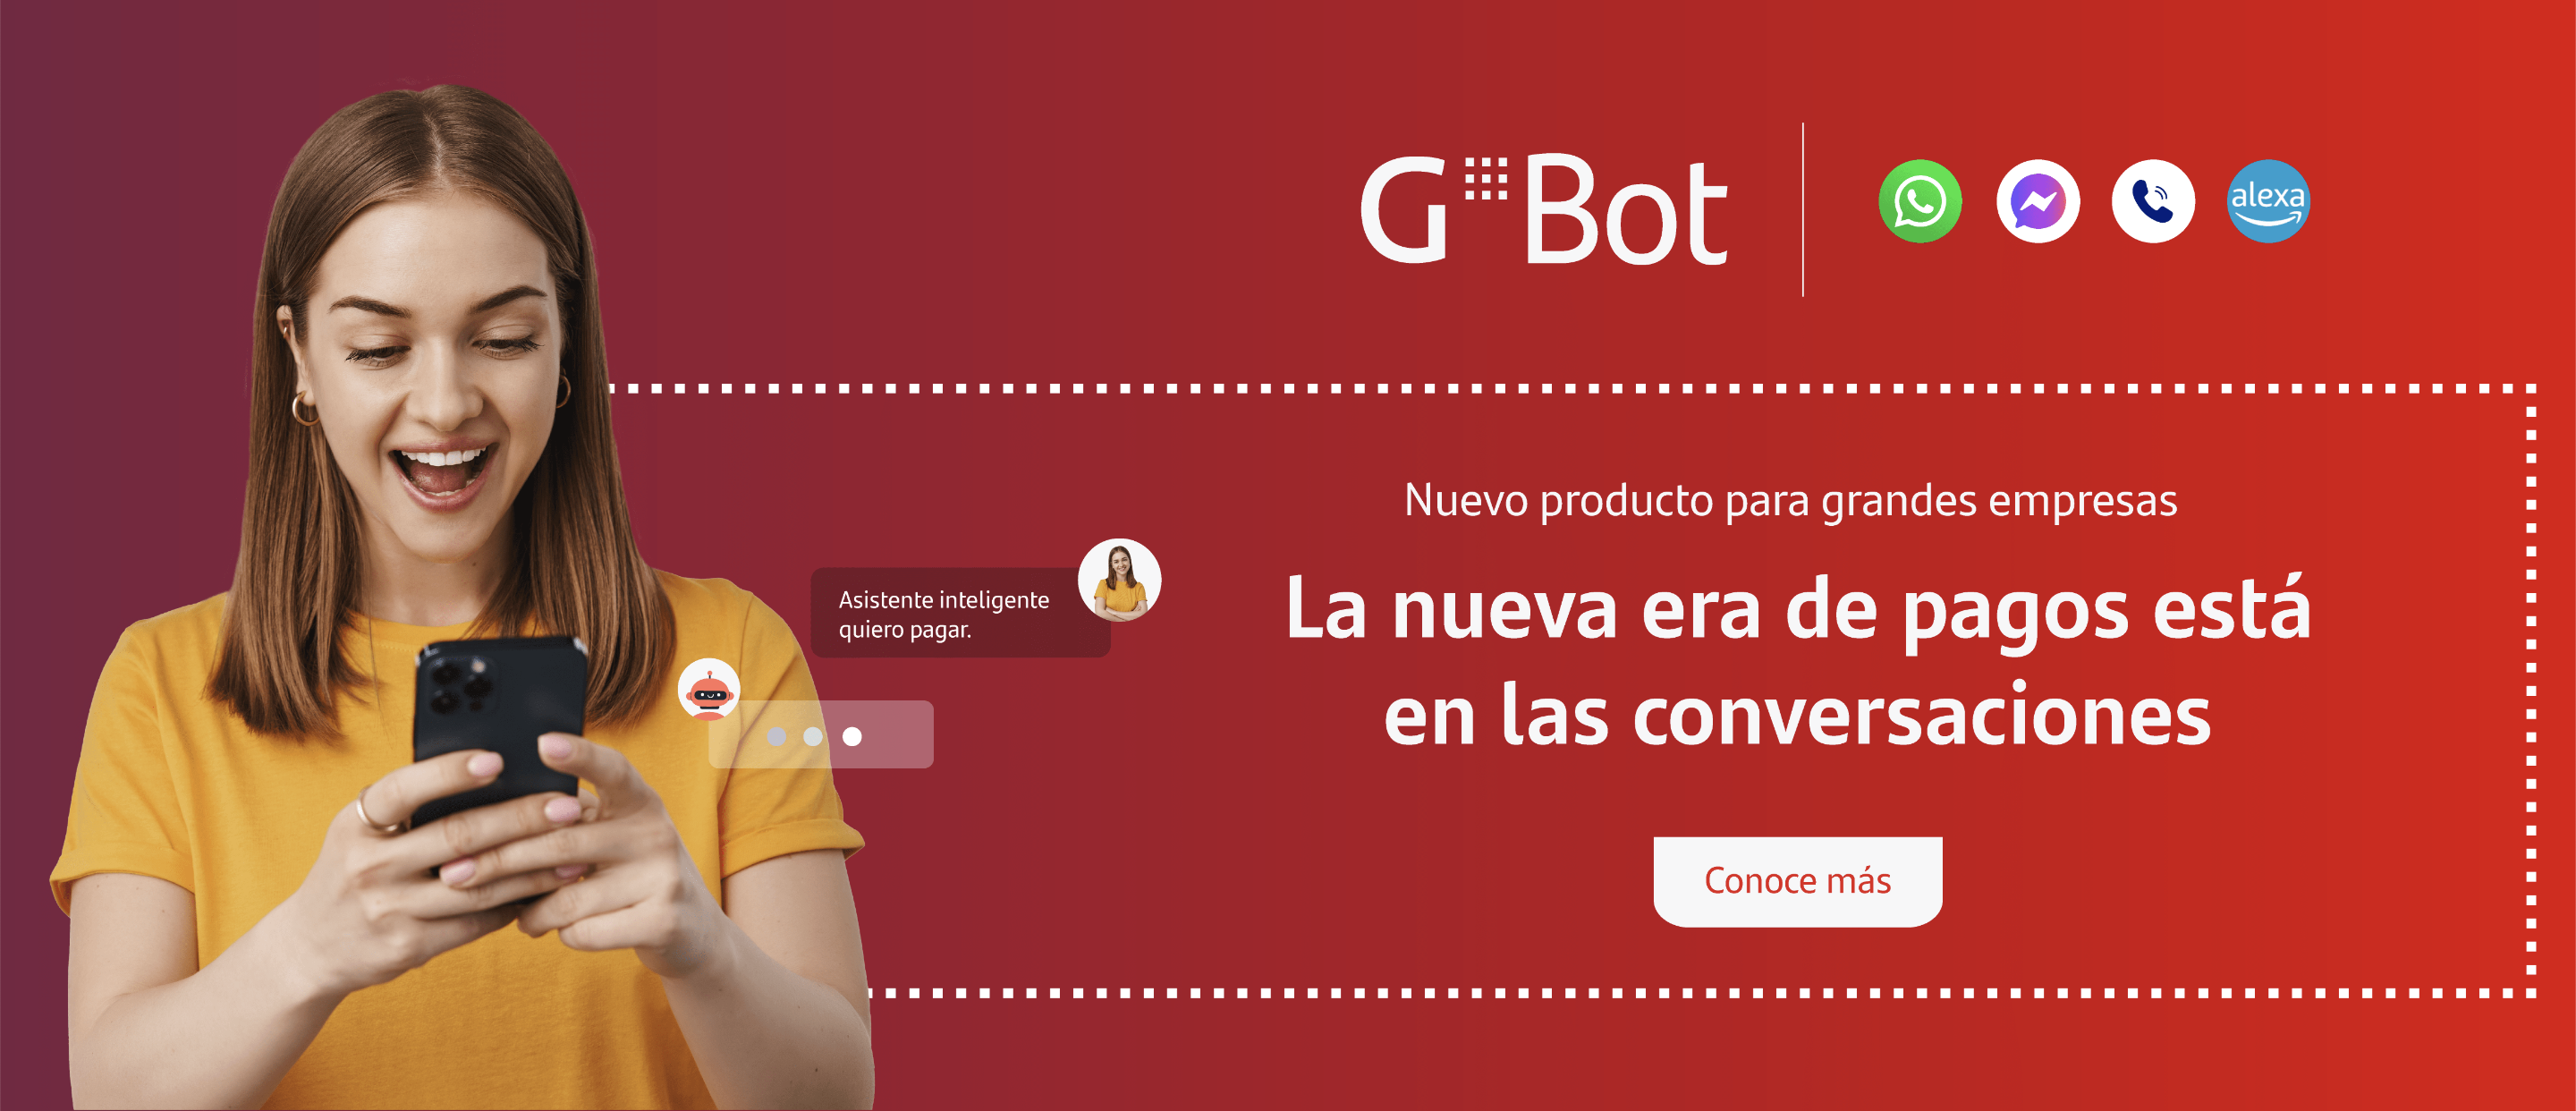 G Bot
alexa
Nuevo producto para grandes empresas
La nueva era de pagos está
en las conversaciones
Asistente inteligente
quiero pagar.
Conoce más